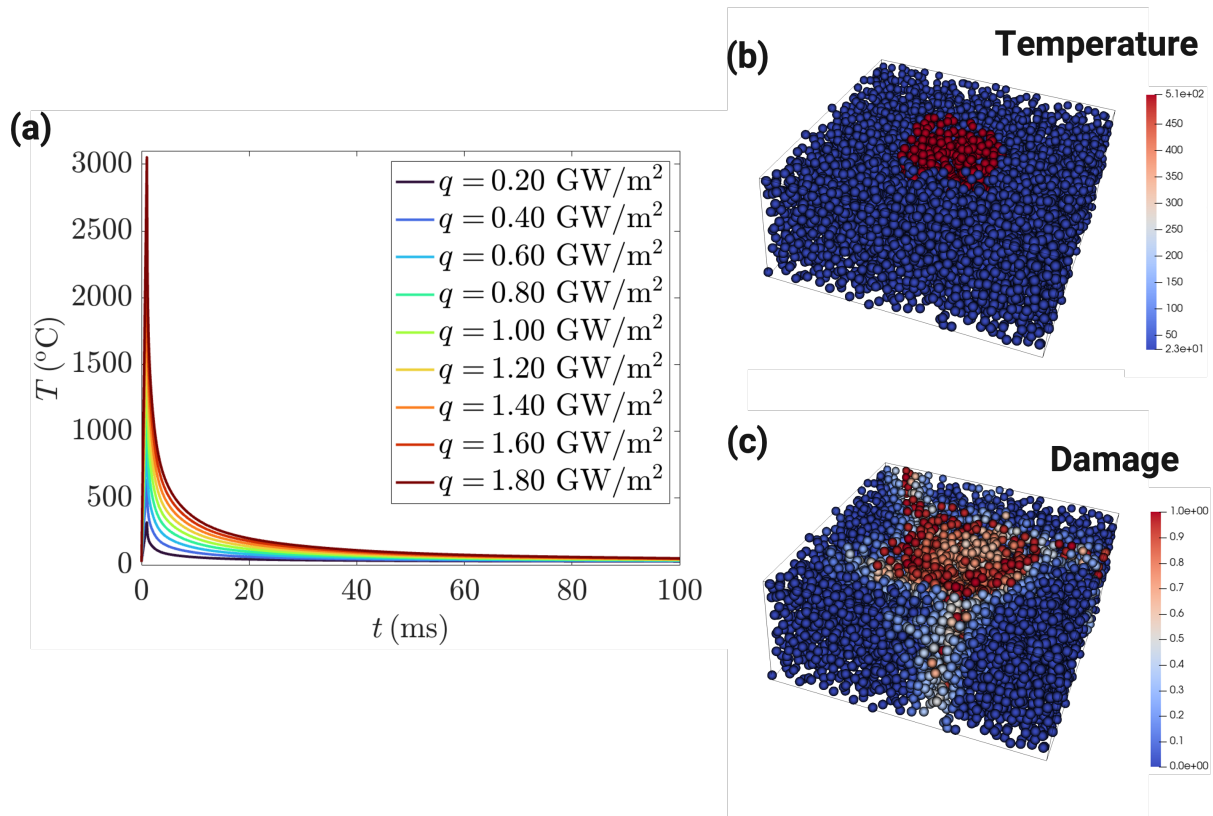 (a)
3000
2500
2000
1500
1000
500
0
T (°C)
0 20 40 60 80 100
t (ms)
q = 0.20 GW/m²
q = 0.40 GW/m²
q = 0.60 GW/m²
q = 0.80 GW/m²
q = 1.00 GW/m²
q = 1.20 GW/m²
q = 1.40 GW/m²
q = 1.60 GW/m²
q = 1.80 GW/m²
(b)
Temperature
5.1e+02
450
400
350
300
250
200
150
100
50
2.3e+01
(c)
Damage
1.0e+00
0.9
0.8
0.7
0.6
0.5
0.4
0.3
0.2
0.1
0.0e+00